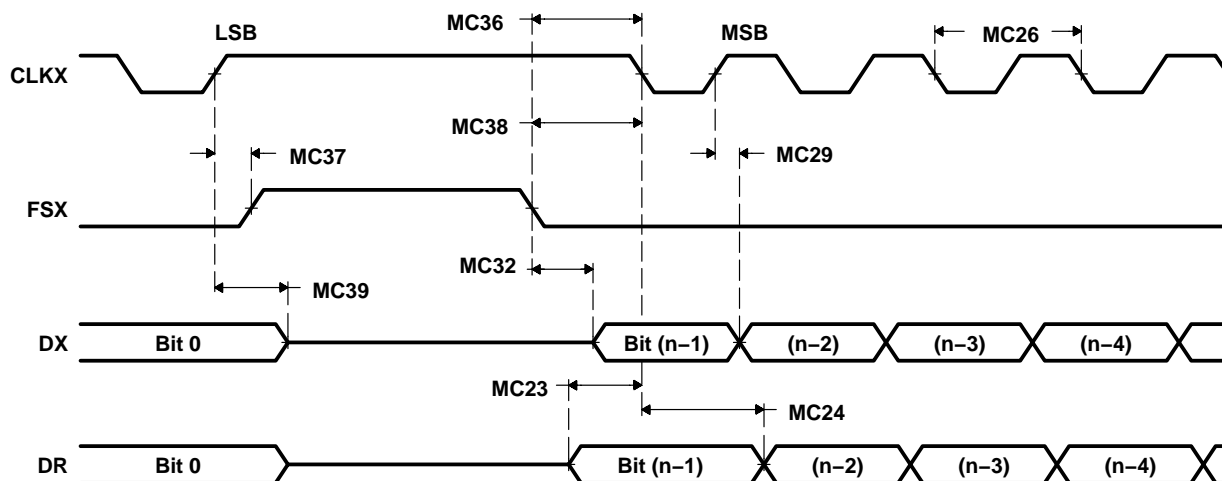 LSB
MC36
MSB
MC26
CLKX
MC38
MC37
MC29
FSX
MC32
MC39
DX
Bit 0
Bit (n−1)
(n−2)
(n−3)
(n−4)
MC23
MC24
DR
Bit 0
Bit (n−1)
(n−2)
(n−3)
(n−4)